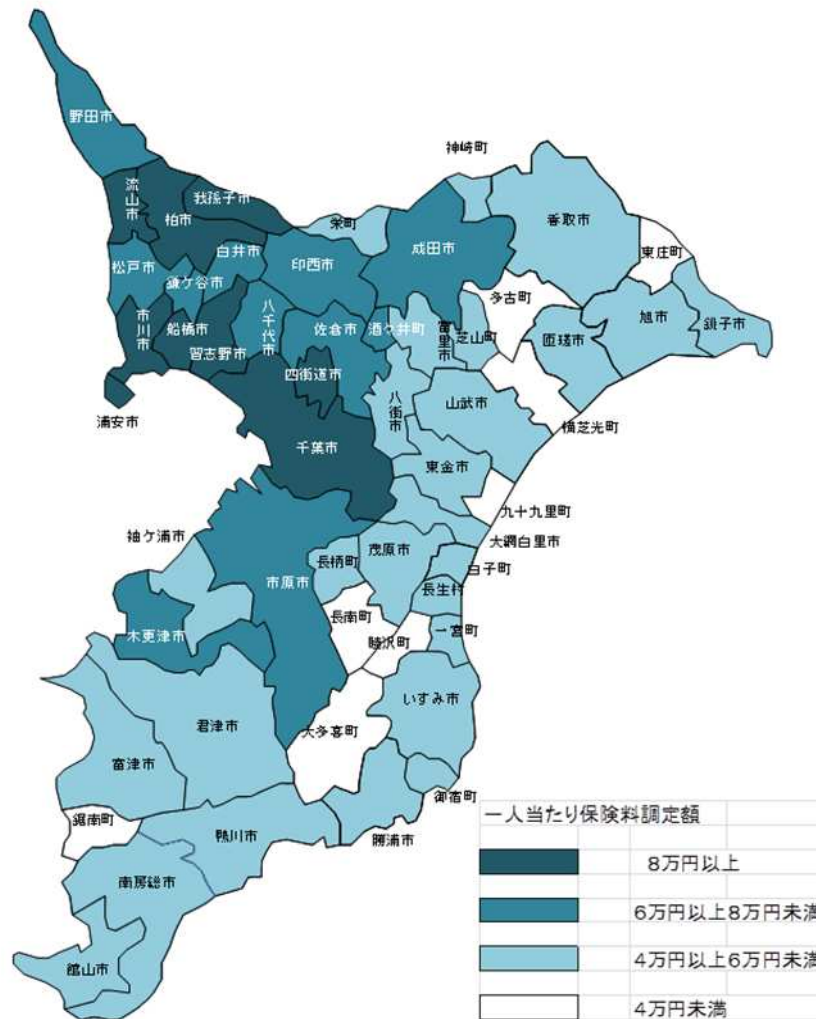 野田市
神崎町
流山市
我孫子市
柏市
香取市
栄町
成田市
東庄町
白井市
松戸市
印西市
鎌ケ谷市
多古町
八千代市
市川市
船橋市
佐倉市
酒々井町
富里市
芝山町
旭市
銚子市
匝瑳市
習志野市
四街道市
八街市
山武市
浦安市
横芝光町
千葉市
東金市
九十九里町
袖ケ浦市
大網白里市
茂原市
長柄町
白子町
市原市
長生村
長南町
一宮町
木更津市
睦沢町
いすみ市
君津市
大多喜町
富津市
御宿町
鋸南町
鴨川市
勝浦市
一人当たり保険料調定額
8万円以上
南房総市
6万円以上8万円未満
4万円以上6万円未満
館山市
4万円未満